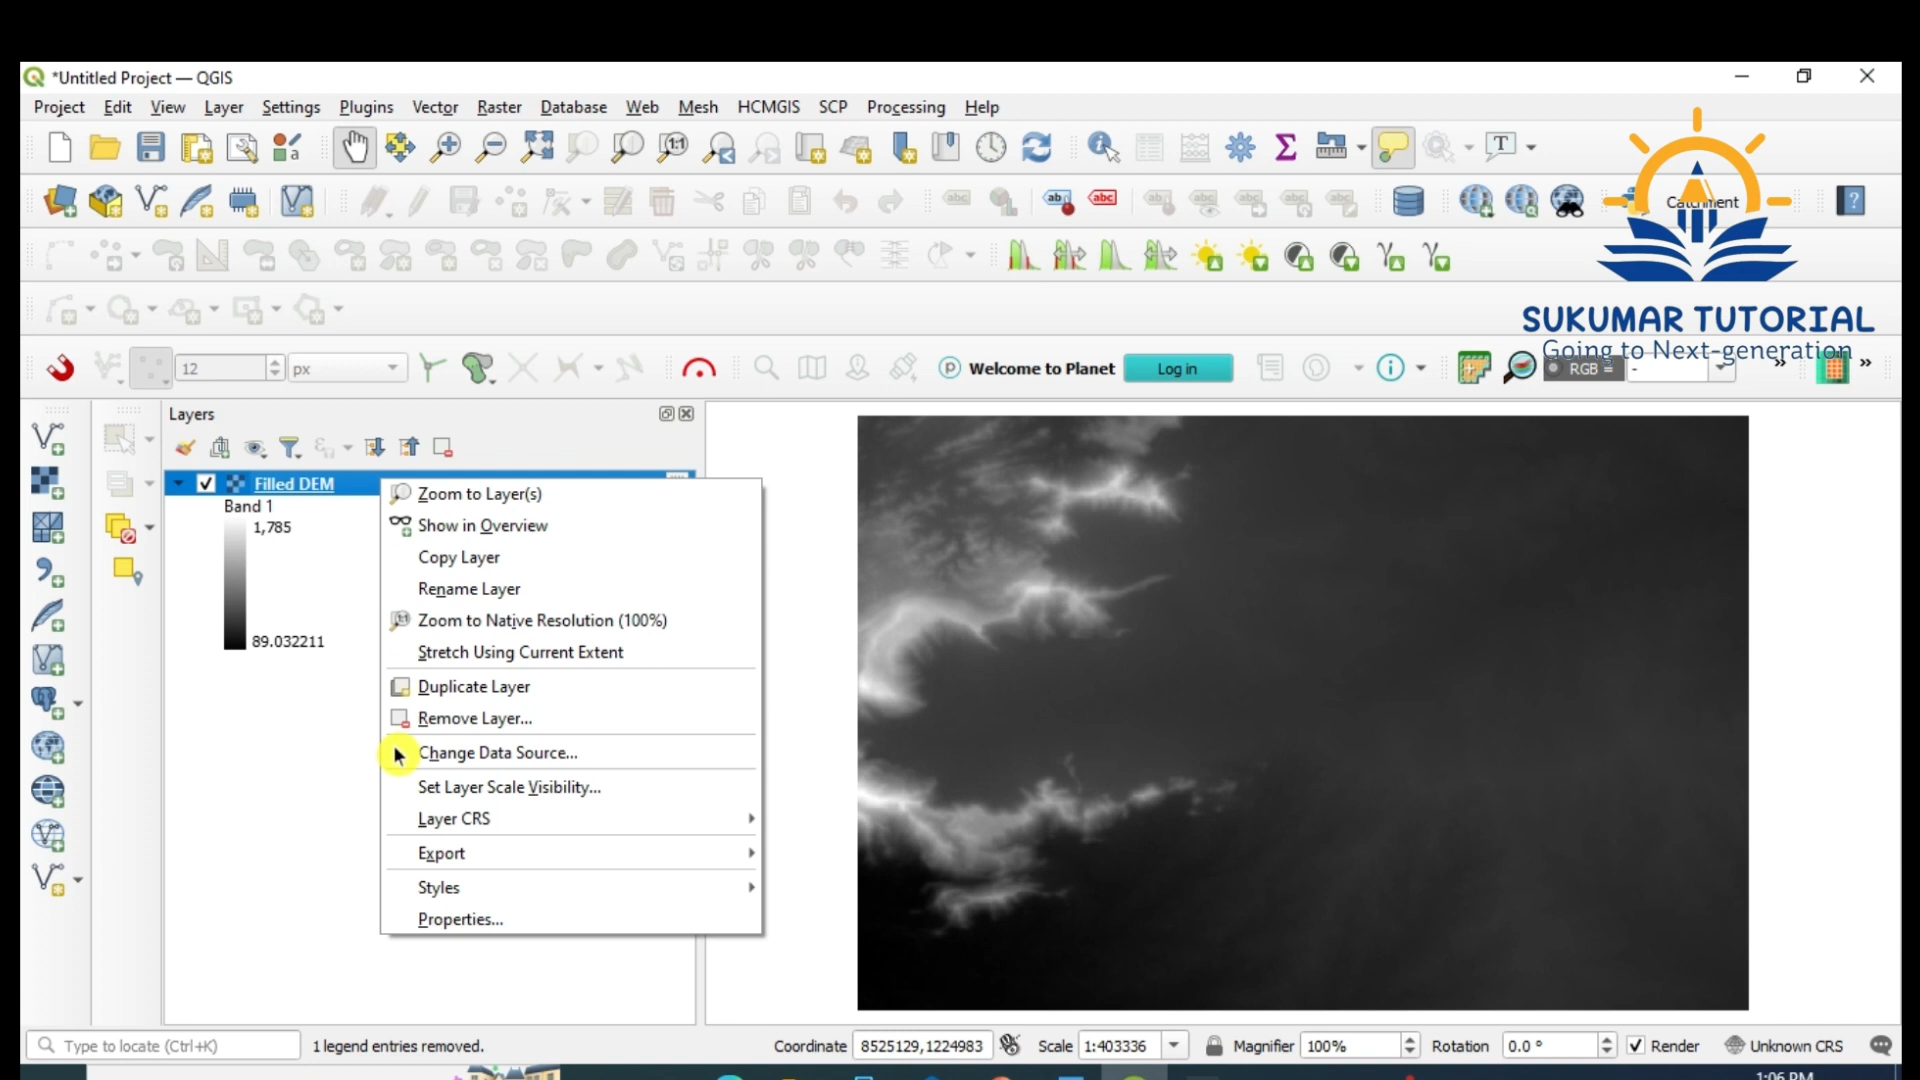 *Untitled Project — QGIS
Project Edit View Layer Settings Plugins Vector Raster Database Web Mesh HCMGIS SCP Processing Help
Catchment
SUKUMAR TUTORIAL
Going to Next-generation
12 px Welcome to Planet Log in RGB = -
Layers
Filled DEM
Band 1
1,785
89.032211
Zoom to Layer(s)
Show in Overview
Copy Layer
Rename Layer
Zoom to Native Resolution (100%)
Stretch Using Current Extent
Duplicate Layer
Remove Layer...
Change Data Source...
Set Layer Scale Visibility...
Layer CRS
Export
Styles
Properties...
Type to locate (Ctrl+K) 1 legend entries removed. Coordinate 8525129,1224983 Scale 1:403336 Magnifier 100% Rotation 0.0 ° Render Unknown CRS
1:06 PM